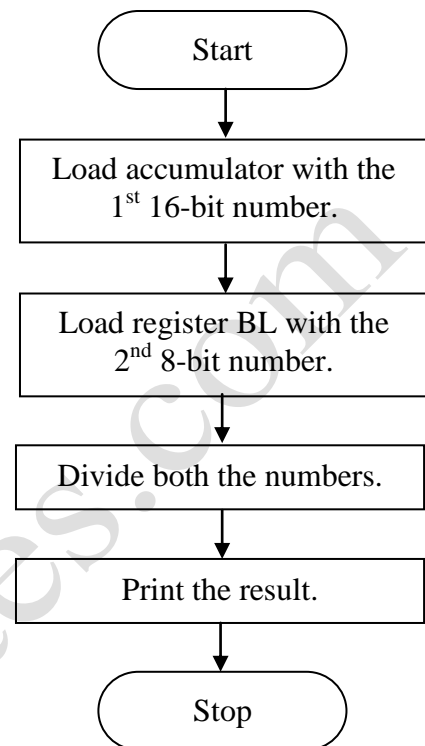 Start
Load accumulator with the
1st 16-bit number.
Load register BL with the
2nd 8-bit number.
Divide both the numbers.
Print the result.
Stop